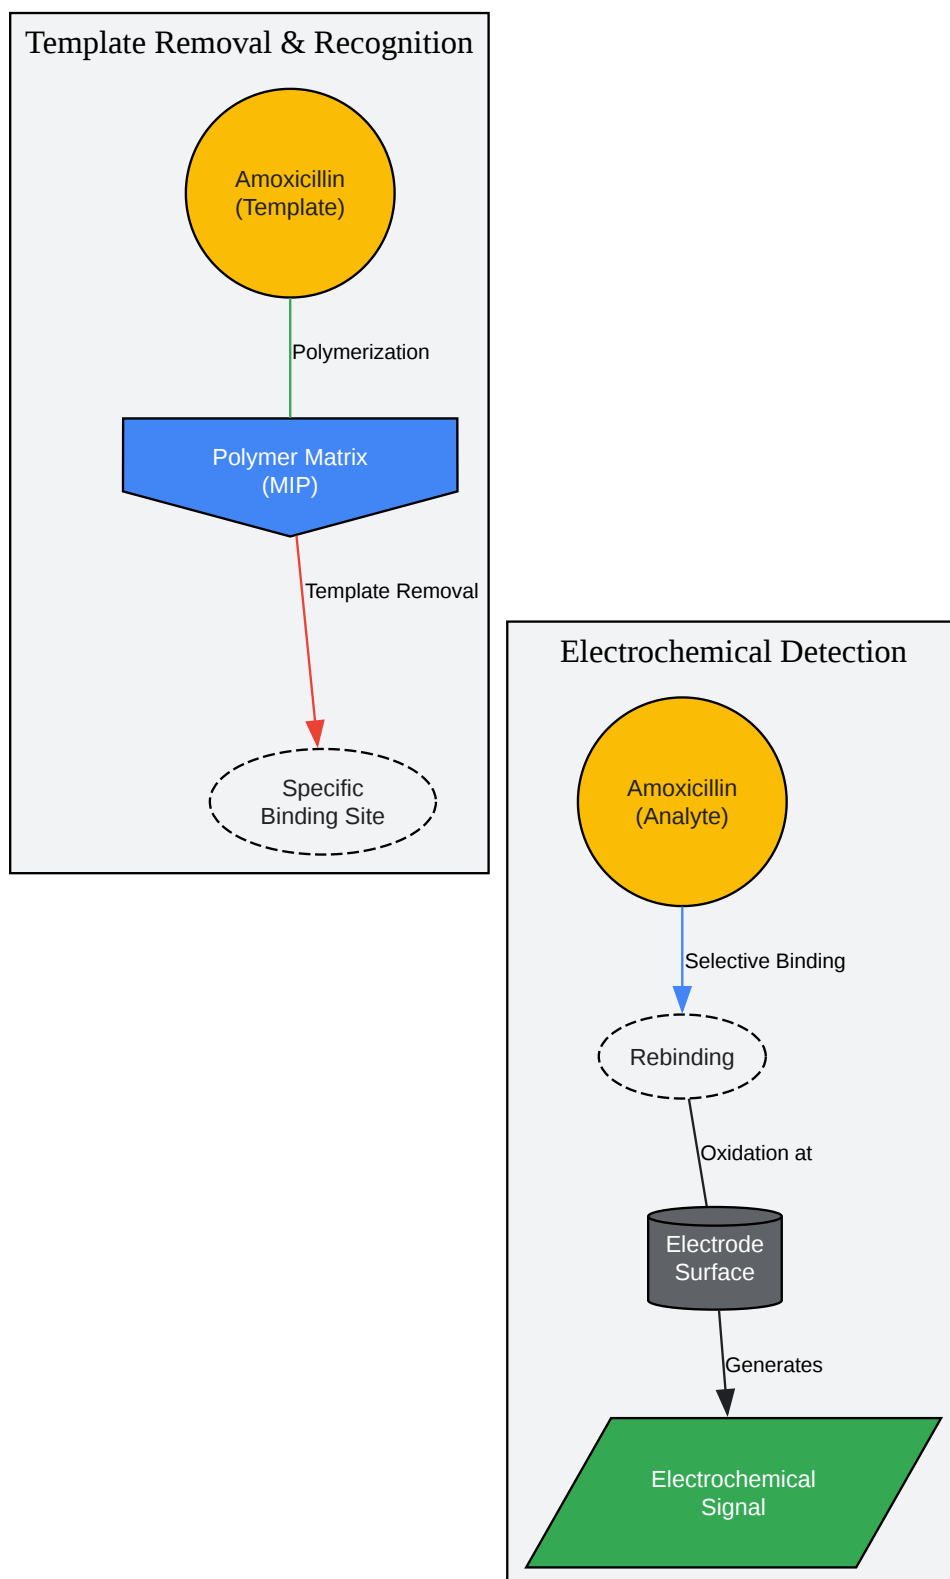 Template Removal & Recognition
Amoxicillin
(Template)
Polymerization
Polymer Matrix
(MIP)
Template Removal
Specific
Binding Site
Electrochemical Detection
Amoxicillin
(Analyte)
Selective Binding
Rebinding
Oxidation at
Electrode
Surface
Generates
Electrochemical
Signal